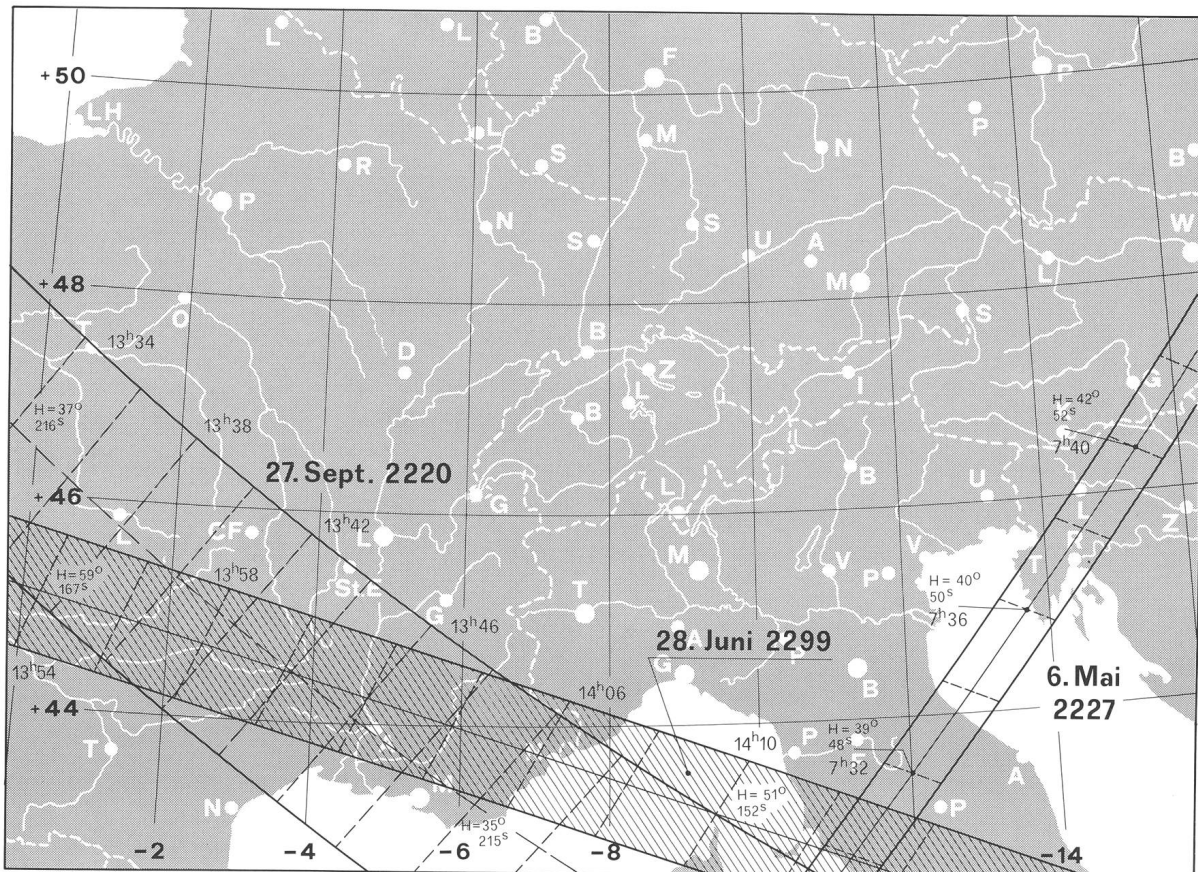 L L B F P
+50
LH L M P
R S N B
P
N S S U A W
+48 M L
O S
T 13ʰ34 B
D Z I G
H=37° 216ˢ L H=42° 52ˢ K
B
13ʰ38 7ʰ40
27. Sept. 2220 B
+46 G L U L
13ʰ42 Z
L CF L M V V T R
13ʰ58 P
H=59° 167ˢ St.E H=40° 50ˢ
G T 7ʰ36
13ʰ46
28. Juni 2299 A
13ʰ54 G P B 6. Mai
2227
+44 14ʰ06
T 14ʰ10 P H=39° 48ˢ
7ʰ32 A
N M H=51° 152ˢ P
H=35° 215ˢ
-2 -4 -6 -8 -14